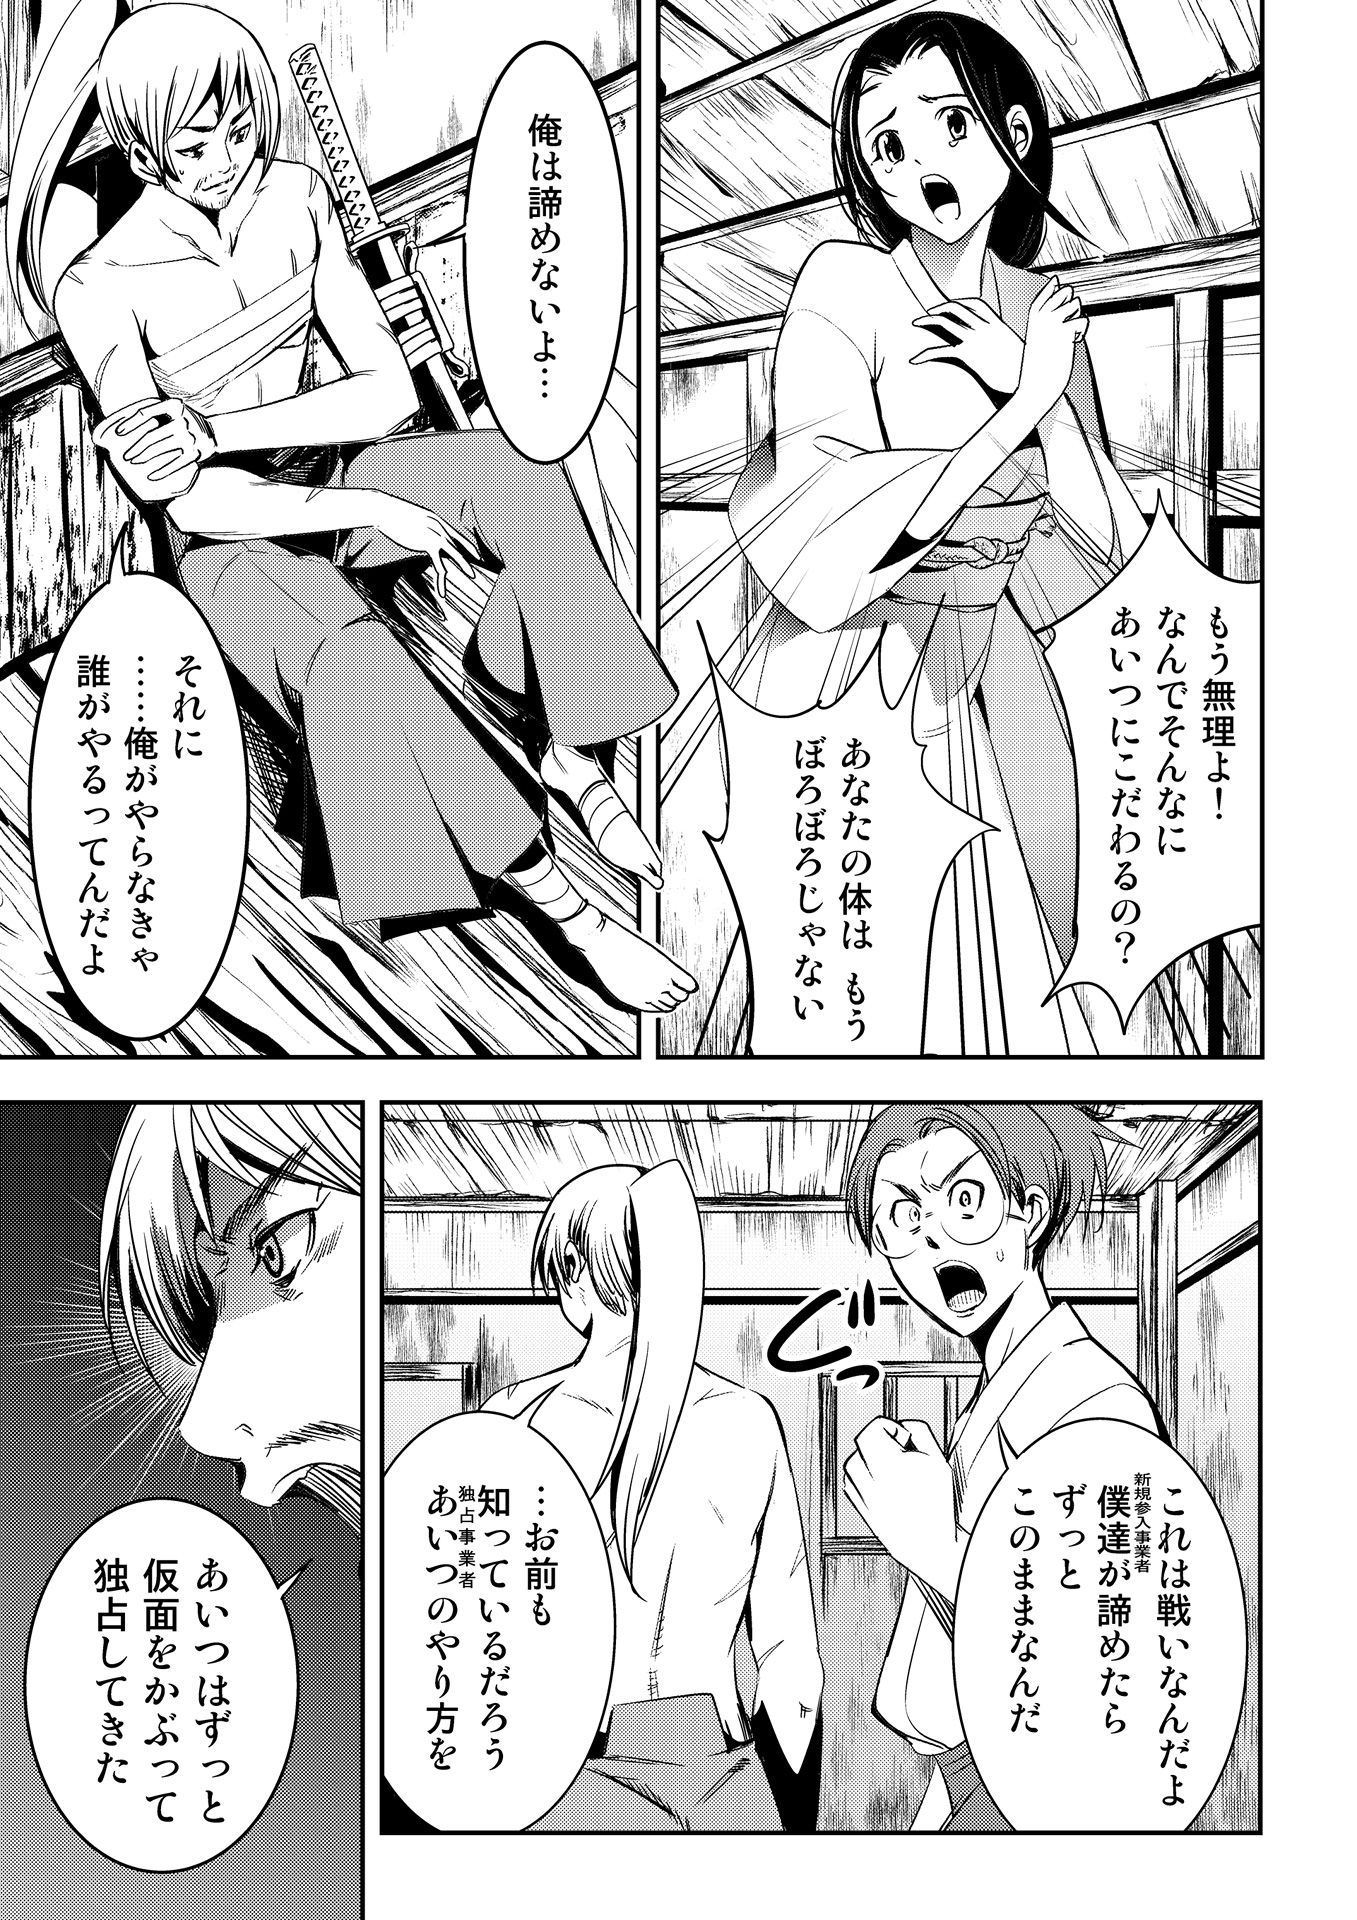 もう無理よ！
なんでそんなに
あいつにこだわるの？
あなたの体は もう
ぼろぼろじゃない
俺は諦めないよ…
それに
……俺がやらなきゃ
誰がやるってんだよ
これは戦いなんだよ
新規参入事業者
僕達が諦めたら
ずっと
このままなんだ
ぐっ
…お前も
知っているだろう
独占事業者
あいつのやり方を
あいつはずっと
仮面をかぶって
独占してきた